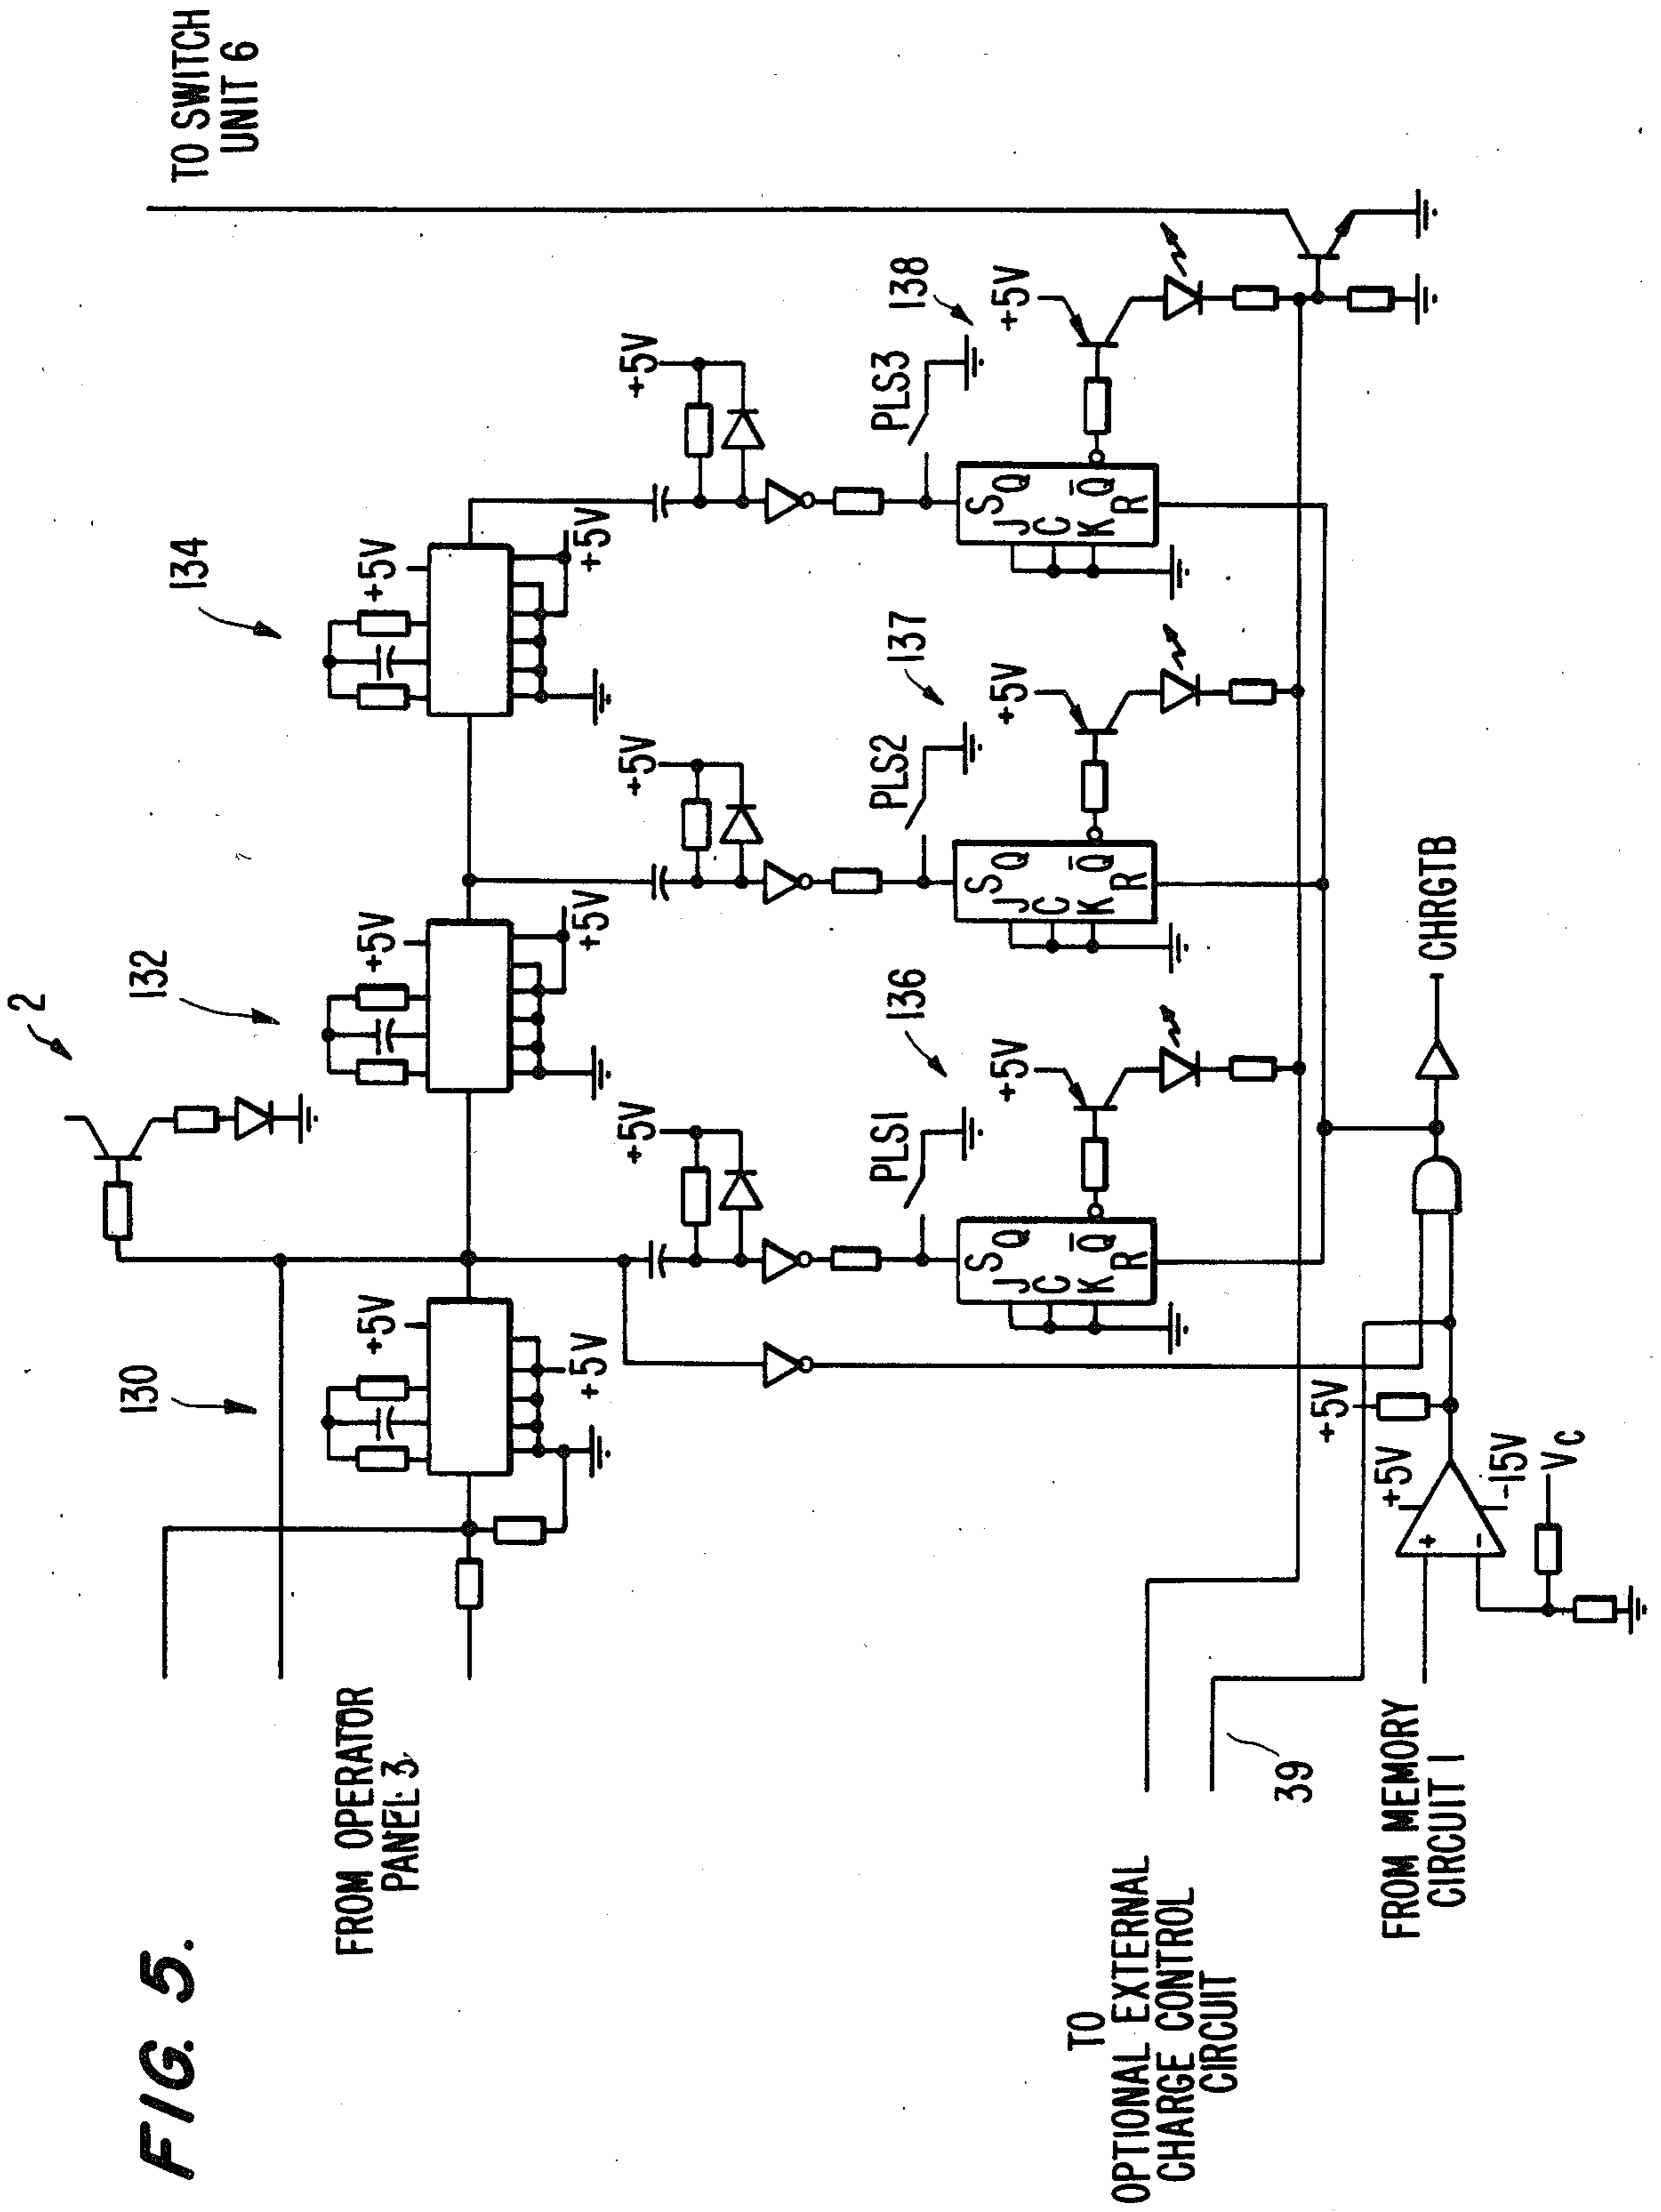 FIG. 5.
2
TO SWITCH
UNIT 6
130
132
134
+5V
+5V
+5V
+5V
+5V
+5V
FROM OPERATOR
PANEL 3
+5V
+5V
+5V
PLS1
PLS2
PLS3
136
137
138
S
J
Q
C
K
Q̅
R
+5V
S
J
Q
C
K
Q̅
R
+5V
S
J
Q
C
K
Q̅
R
+5V
TO
OPTIONAL EXTERNAL
CHARGE CONTROL
CIRCUIT
39
+5V
+5V
-15V
+
-
VC
FROM MEMORY
CIRCUIT 1
CHRGTB